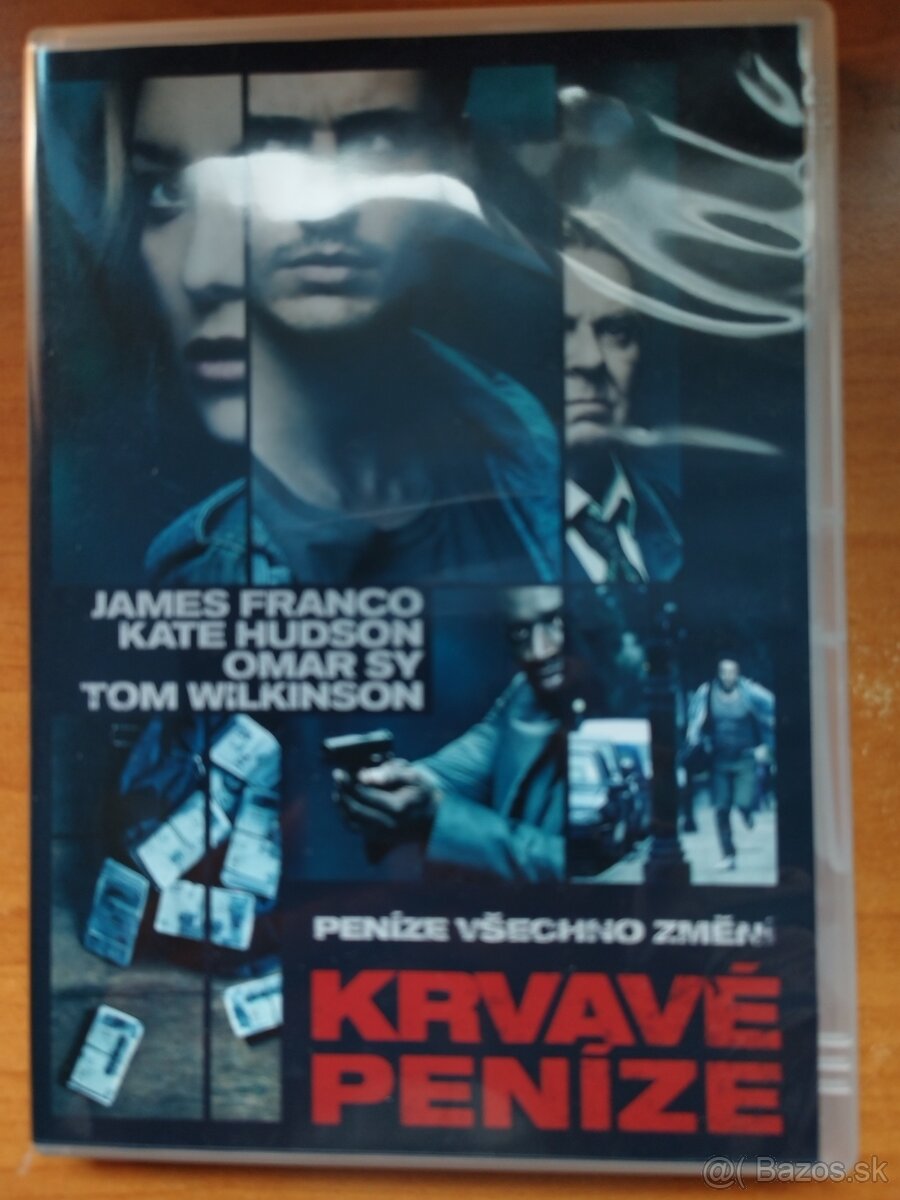 JAMES FRANCO
KATE HUDSON
OMAR SY
TOM WILKINSON
PENÍZE VŠECHNO ZMĚNÍ
KRVAVÉ
PENÍZE
@( Bazos.sk